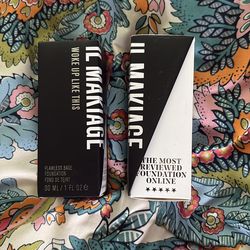 IL MAKIAGE
WOKE UP LIKE THIS
FLAWLESS BASE
FOUNDATION
FOND DE TEINT
30 ML / 1 FL OZ ℮
IL MAKIAGE
THE MOST
REVIEWED
FOUNDATION
ONLINE
★★★★★